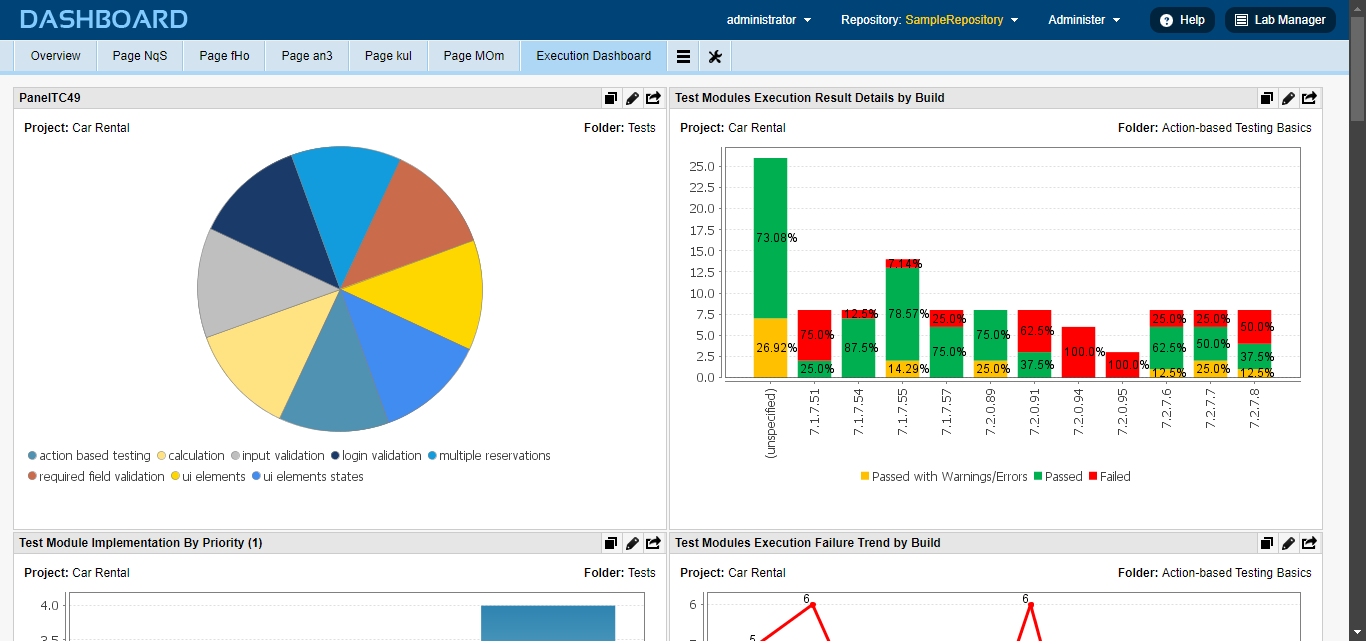 DASHBOARD
administrator
Repository: SampleRepository
Administer
Help
Lab Manager
Overview
Page NqS
Page fHo
Page an3
Page kul
Page MOm
Execution Dashboard
PanelTC49
Project: Car Rental
Folder: Tests
action based testing
calculation
input validation
login validation
multiple reservations
required field validation
ui elements
ui elements states
Test Modules Execution Result Details by Build
Project: Car Rental
Folder: Action-based Testing Basics
25.0
22.5
20.0
17.5
15.0
12.5
10.0
7.5
5.0
2.5
0.0
73.08%
26.92%
75.0%
25.0%
12.5%
87.5%
7.14%
78.57%
14.29%
25.0%
75.0%
75.0%
25.0%
62.5%
37.5%
100.0%
100.0%
25.0%
62.5%
12.5%
25.0%
50.0%
25.0%
50.0%
37.5%
12.5%
(unspecified)
7.1.7.51
7.1.7.54
7.1.7.55
7.1.7.57
7.2.0.89
7.2.0.91
7.2.0.94
7.2.0.95
7.2.7.6
7.2.7.7
7.2.7.8
Passed with Warnings/Errors
Passed
Failed
Test Module Implementation By Priority (1)
Project: Car Rental
Folder: Tests
4.0
3.5
Test Modules Execution Failure Trend by Build
Project: Car Rental
Folder: Action-based Testing Basics
6
6
6
5